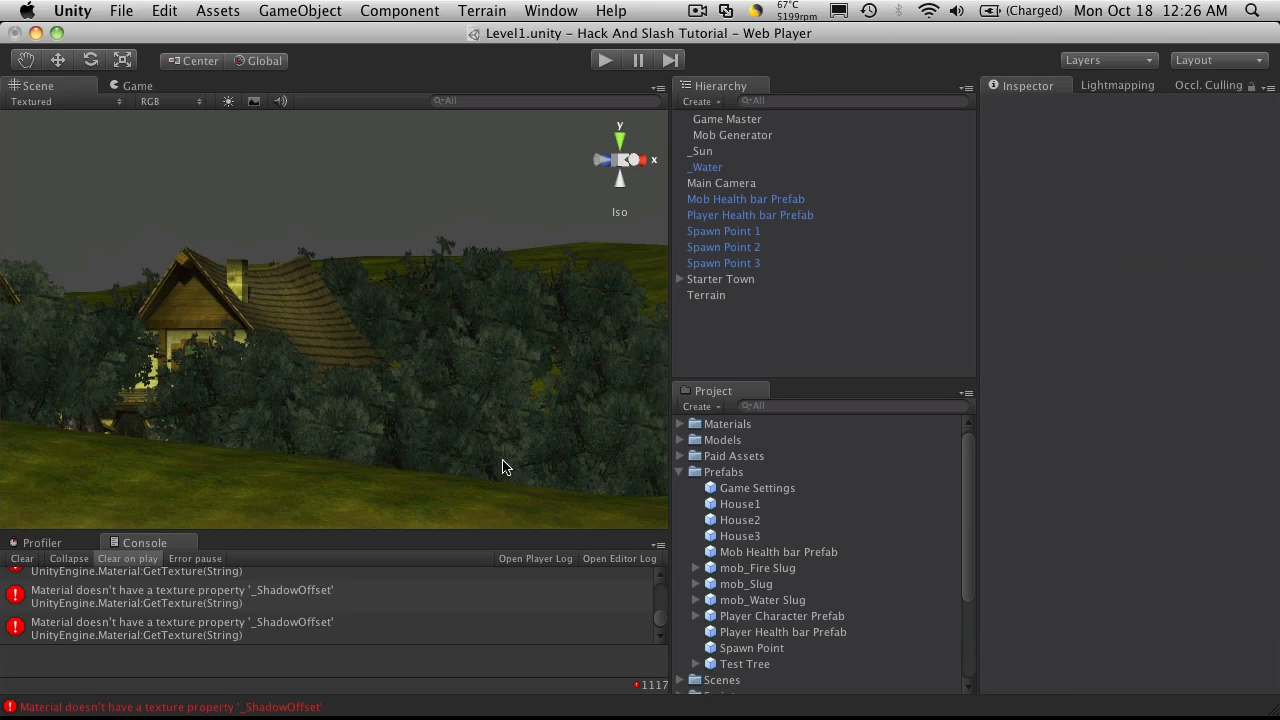 Unity File Edit Assets GameObject Component Terrain Window Help 67°C 5199rpm (Charged) Mon Oct 18 12:26 AM
Level1.unity - Hack And Slash Tutorial - Web Player
Center Global Layers Layout
Scene Game
Textured RGB All
y
x
Iso
Hierarchy
Create All
Game Master
Mob Generator
_Sun
_Water
Main Camera
Mob Health bar Prefab
Player Health bar Prefab
Spawn Point 1
Spawn Point 2
Spawn Point 3
Starter Town
Terrain
Inspector Lightmapping Occl. Culling
Project
Create All
Materials
Models
Paid Assets
Prefabs
Game Settings
House1
House2
House3
Mob Health bar Prefab
mob_Fire Slug
mob_Slug
mob_Water Slug
Player Character Prefab
Player Health bar Prefab
Spawn Point
Test Tree
Scenes
Profiler Console
Clear Collapse Clear on play Error pause Open Player Log Open Editor Log
UnityEngine.Material:GetTexture(String)
Material doesn't have a texture property '_ShadowOffset'
UnityEngine.Material:GetTexture(String)
Material doesn't have a texture property '_ShadowOffset'
UnityEngine.Material:GetTexture(String)
1117
Material doesn't have a texture property '_ShadowOffset'